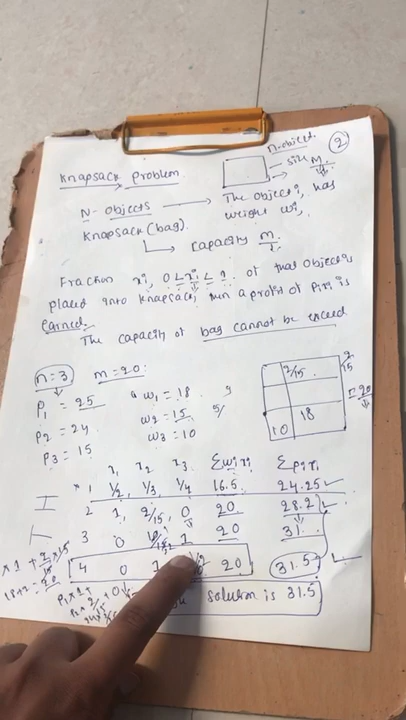 n-object.
2
Knapsack problem
size M.
N-objects → The object i, has
weight wi,
Knapsack (bag).
↳ capacity m.
Fraction xi, 0 ≤ xi ≤ 1. of that object is
placed into knapsack, then a profit of pixi is
earned.
The capacity of bag cannot be exceed
n=3 m=20:
P1 = 25 w1 = 18
P2 = 24 w2 = 15
P3 = 15 w3 = 10
2/15
18
10
=20
x1 x2 x3 Σwixi Σpixi
1 1/2, 1/3, 1/4 16.5 24.25
2 1, 2/15, 0 20 28.2
3 0 1 20 31
4 0 1 1/2 20 31.5
solution is 31.5